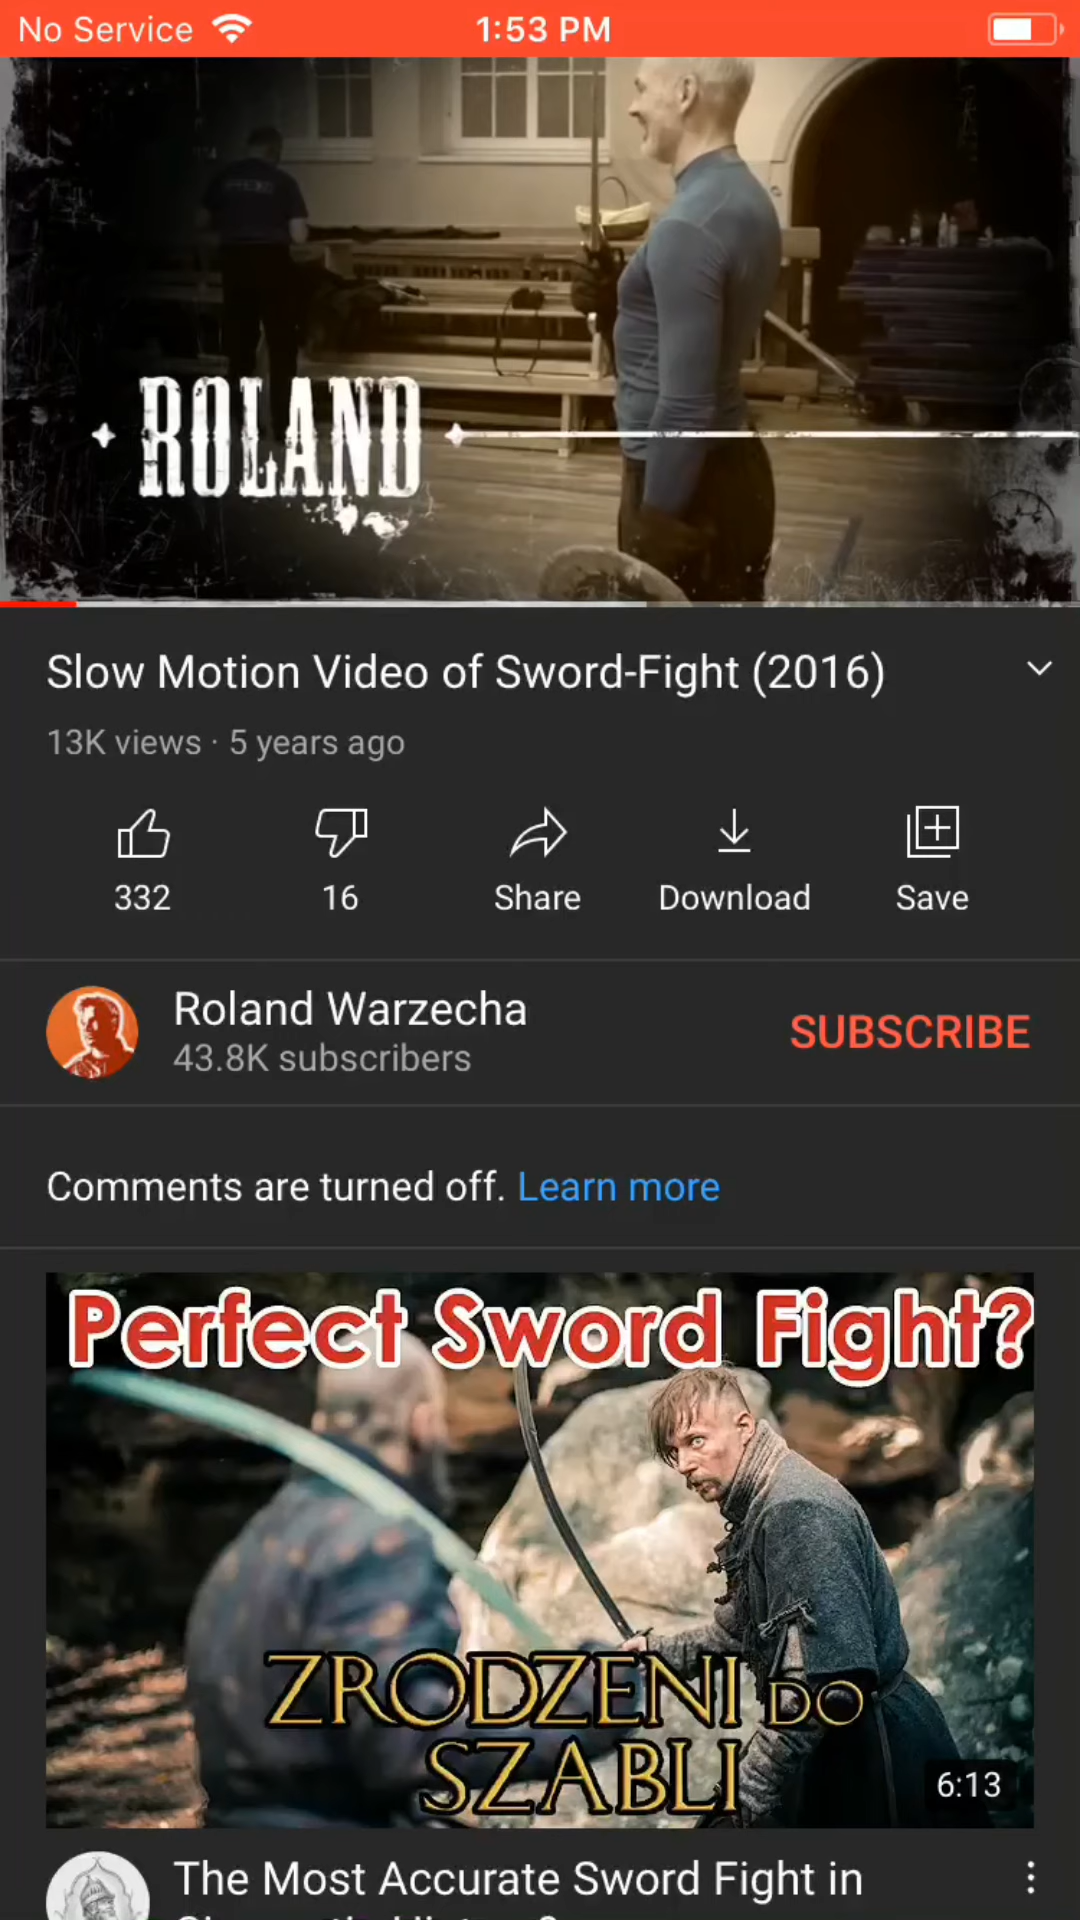 No Service
1:53 PM
ROLAND
Slow Motion Video of Sword-Fight (2016)
13K views · 5 years ago
332
16
Share
Download
Save
Roland Warzecha
43.8K subscribers
SUBSCRIBE
Comments are turned off. Learn more
Perfect Sword Fight?
ZRODZENI DO
SZABLI
6:13
The Most Accurate Sword Fight in